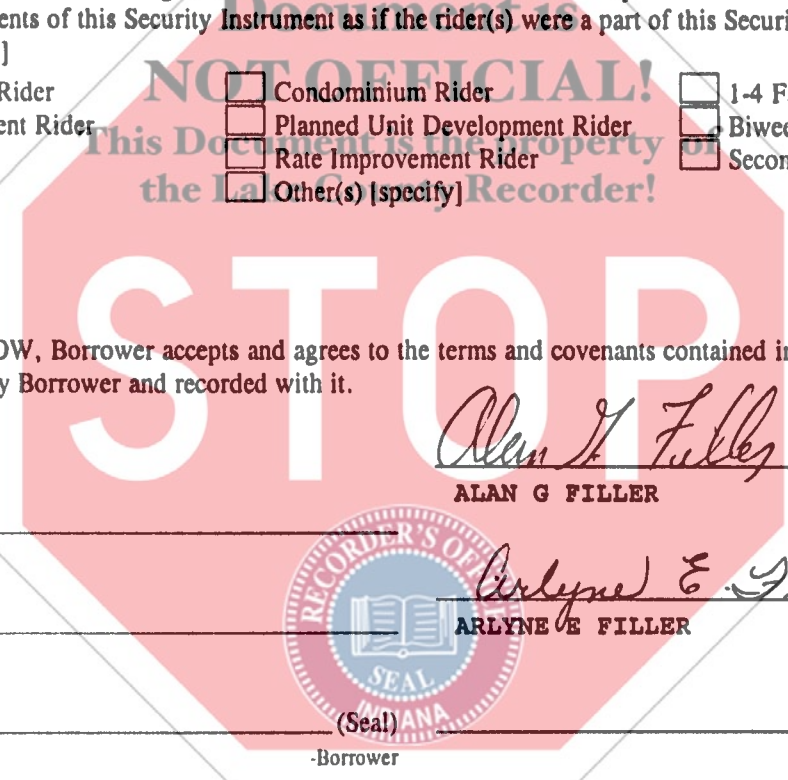 Document is
ents of this Security Instrument as if the rider(s) were a part of this Securi
]
NOT OFFICIAL!
Rider
Condominium Rider
1-4 F
ent Rider
Planned Unit Development Rider
Biwee
This Document is the property of
Rate Improvement Rider
Secon
the Lake County Recorder!
Other(s) [specify]
STOP
OW, Borrower accepts and agrees to the terms and covenants contained in
y Borrower and recorded with it.
Alan G Filler
ALAN G FILLER
RECORDER'S OFFICE
Arlyne E. F
ARLYNE E FILLER
SEAL
INDIANA
(Seal)
-Borrower